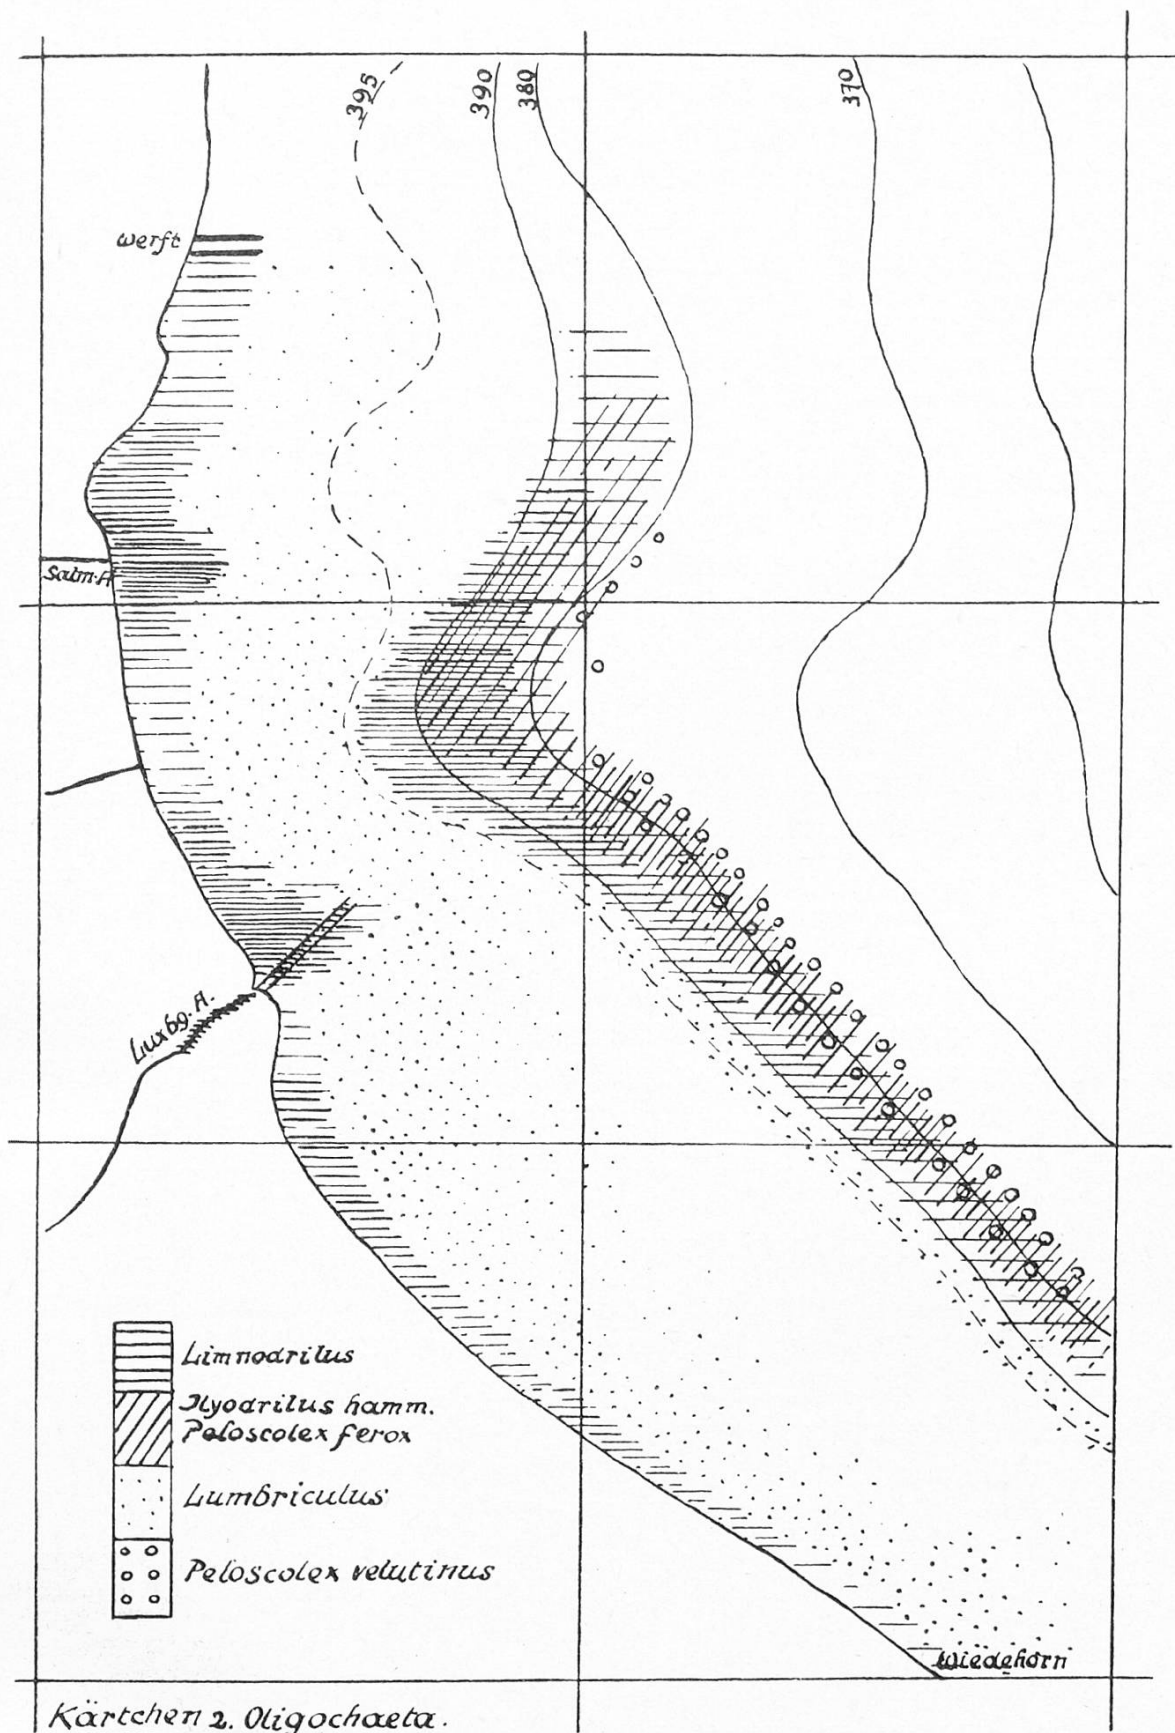 395
390
380
370
Werft
Salm. A
Luxbg. A.
Limnodrilus
Ilyodrilus hamm.
Peloscolex ferox
Lumbriculus
Peloscolex velutinus
Wiedehorn
Kärtchen 2. Oligochaeta.